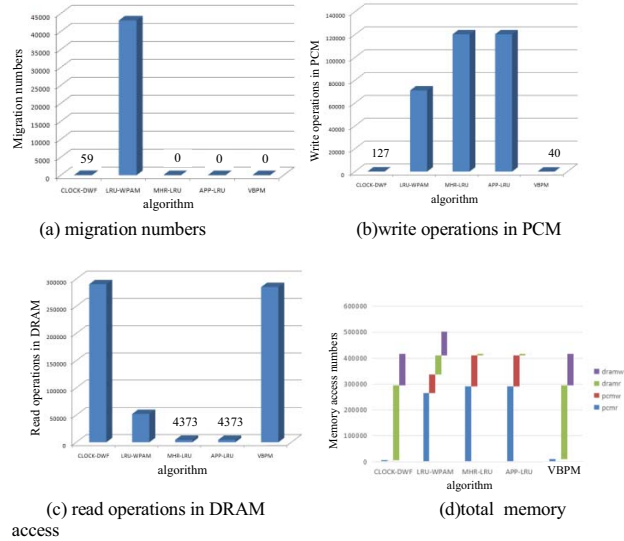 45000
40000
35000
30000
25000
20000
15000
10000
5000
0
Migration numbers
59
0
0
0
CLOCK-DWF LRU-WPAM MHR-LRU APP-LRU VBPM
algorithm
(a) migration numbers
140000
120000
100000
80000
60000
40000
20000
0
Write operations in PCM
127
40
CLOCK-DWF LRU-WPAM MHR-LRU APP-LRU VBPM
algorithm
(b)write operations in PCM
300000
250000
200000
150000
100000
50000
0
Read operations in DRAM
4373
4373
CLOCK-DWF LRU-WPAM MHR-LRU APP-LRU VBPM
algorithm
(c) read operations in DRAM
access
600000
500000
400000
300000
200000
100000
0
Memory access numbers
dramw
dramr
pcmw
pcmr
CLOCK-DWF LRU-WPAM MHR-LRU APP-LRU VBPM
algorithm
(d)total memory